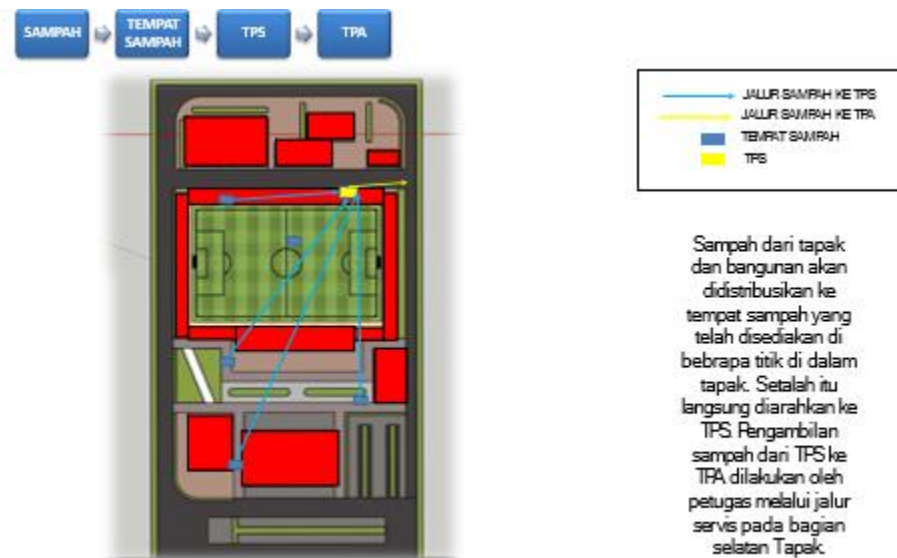 SAMPAH
TEMPAT
SAMPAH
TPS
TPA
JALUR SAMPAH KE TPS
JALUR SAMPAH KE TPA
TEMPAT SAMPAH
TPS
Sampah dari tapak
dan bangunan akan
didistribusikan ke
tempat sampah yang
telah disediakan di
bebrapa titik di dalam
tapak. Setalah itu
langsung diarahkan ke
TPS. Pengambilan
sampah dari TPS ke
TPA dilakukan oleh
petugas melalui jalur
servis pada bagian
selatan Tapak